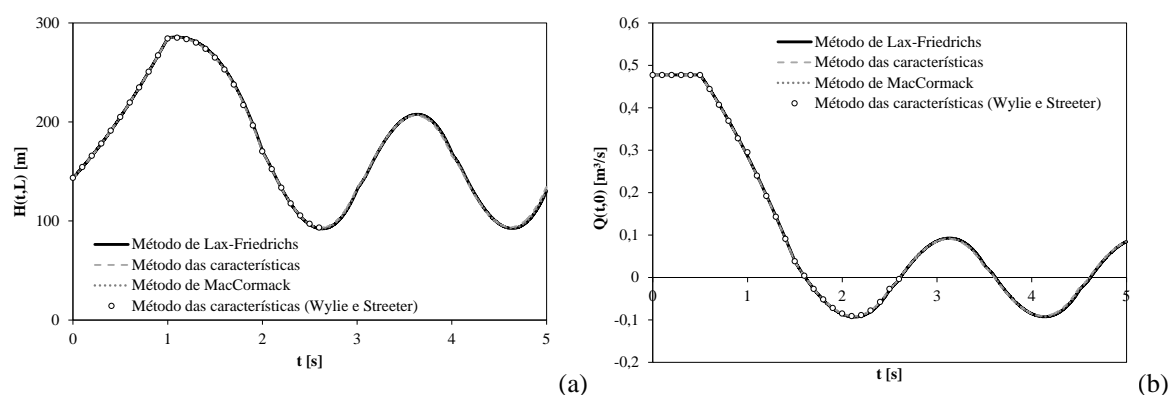 300
200
100
0
H(t,L) [m]
Método de Lax-Friedrichs
Método das características
Método de MacCormack
Método das características (Wylie e Streeter)
0 1 2 3 4 5
t [s]
(a)
0,6
0,5
0,4
0,3
0,2
0,1
0
-0,1
-0,2
Q(t,0) [m³/s]
Método de Lax-Friedrichs
Método das características
Método de MacCormack
Método das características (Wylie e Streeter)
0 1 2 3 4 5
t [s]
(b)